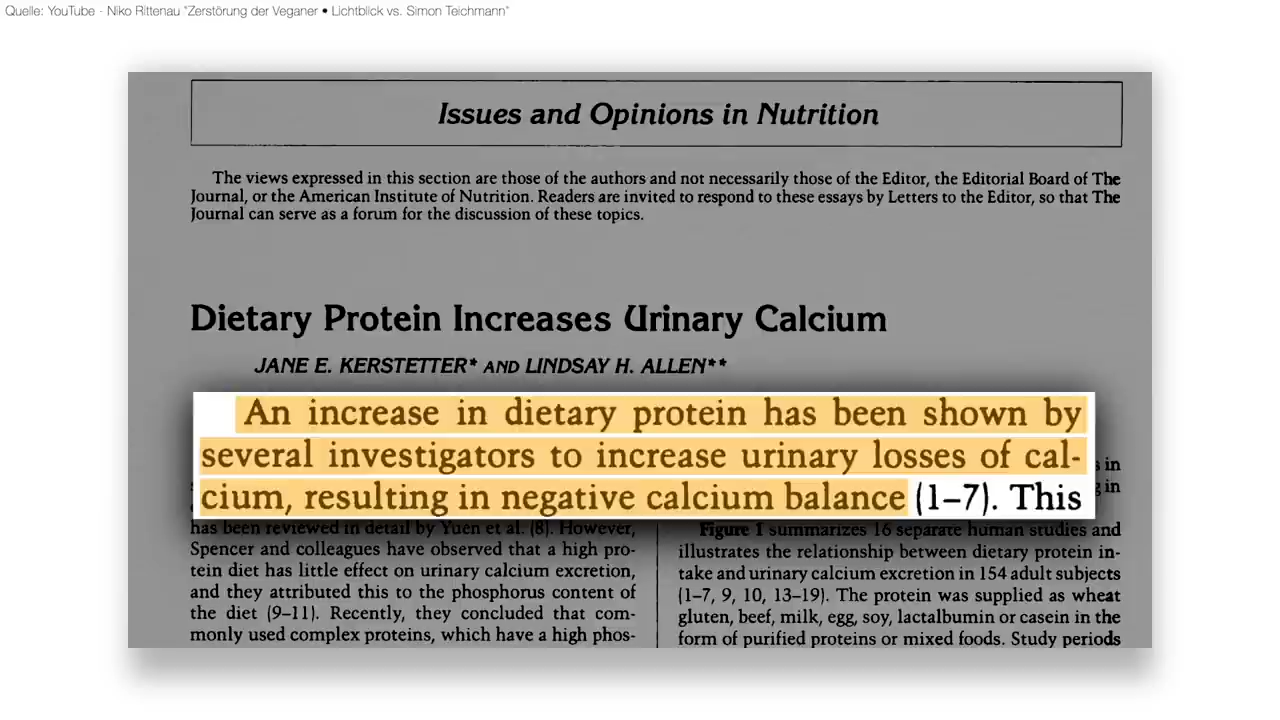 Quelle: YouTube - Niko Rittenau "Zerstörung der Veganer • Lichtblick vs. Simon Teichmann"
Issues and Opinions in Nutrition
The views expressed in this section are those of the authors and not necessarily those of the Editor, the Editorial Board of The
Journal, or the American Institute of Nutrition. Readers are invited to respond to these essays by Letters to the Editor, so that The
Journal can serve as a forum for the discussion of these topics.
Dietary Protein Increases Urinary Calcium
JANE E. KERSTETTER* AND LINDSAY H. ALLEN**
An increase in dietary protein has been shown by
several investigators to increase urinary losses of cal-
cium, resulting in negative calcium balance (1–7). This
has been reviewed in detail by Yuen et al. (8). However,
Spencer and colleagues have observed that a high pro-
tein diet has little effect on urinary calcium excretion,
and they attributed this to the phosphorus content of
the diet (9–11). Recently, they concluded that com-
monly used complex proteins, which have a high phos-
in
in
Figure 1 summarizes 16 separate human studies and
illustrates the relationship between dietary protein in-
take and urinary calcium excretion in 154 adult subjects
(1–7, 9, 10, 13–19). The protein was supplied as wheat
gluten, beef, milk, egg, soy, lactalbumin or casein in the
form of purified proteins or mixed foods. Study periods